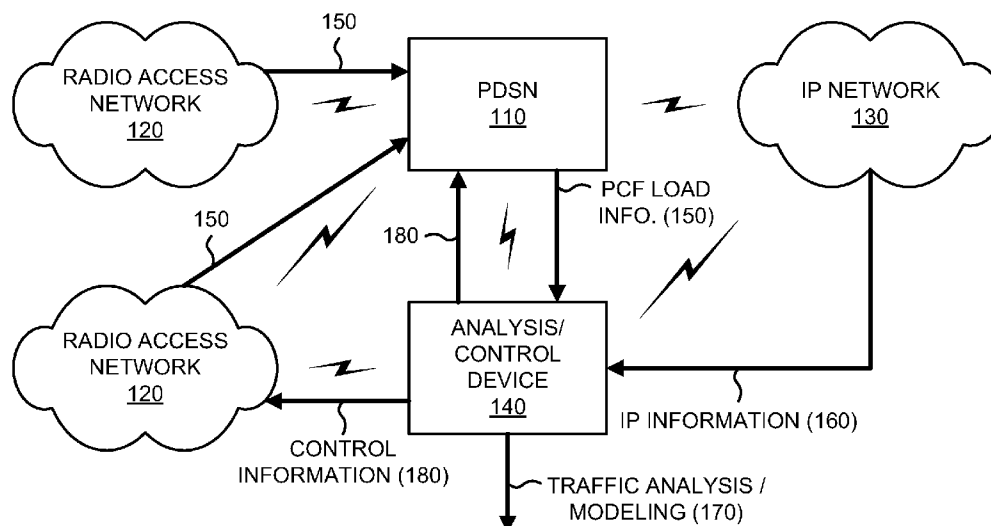 150
RADIO ACCESS
NETWORK
120
PDSN
110
IP NETWORK
130
150
180
PCF LOAD
INFO. (150)
RADIO ACCESS
NETWORK
120
ANALYSIS/
CONTROL
DEVICE
140
CONTROL
INFORMATION (180)
IP INFORMATION (160)
TRAFFIC ANALYSIS /
MODELING (170)